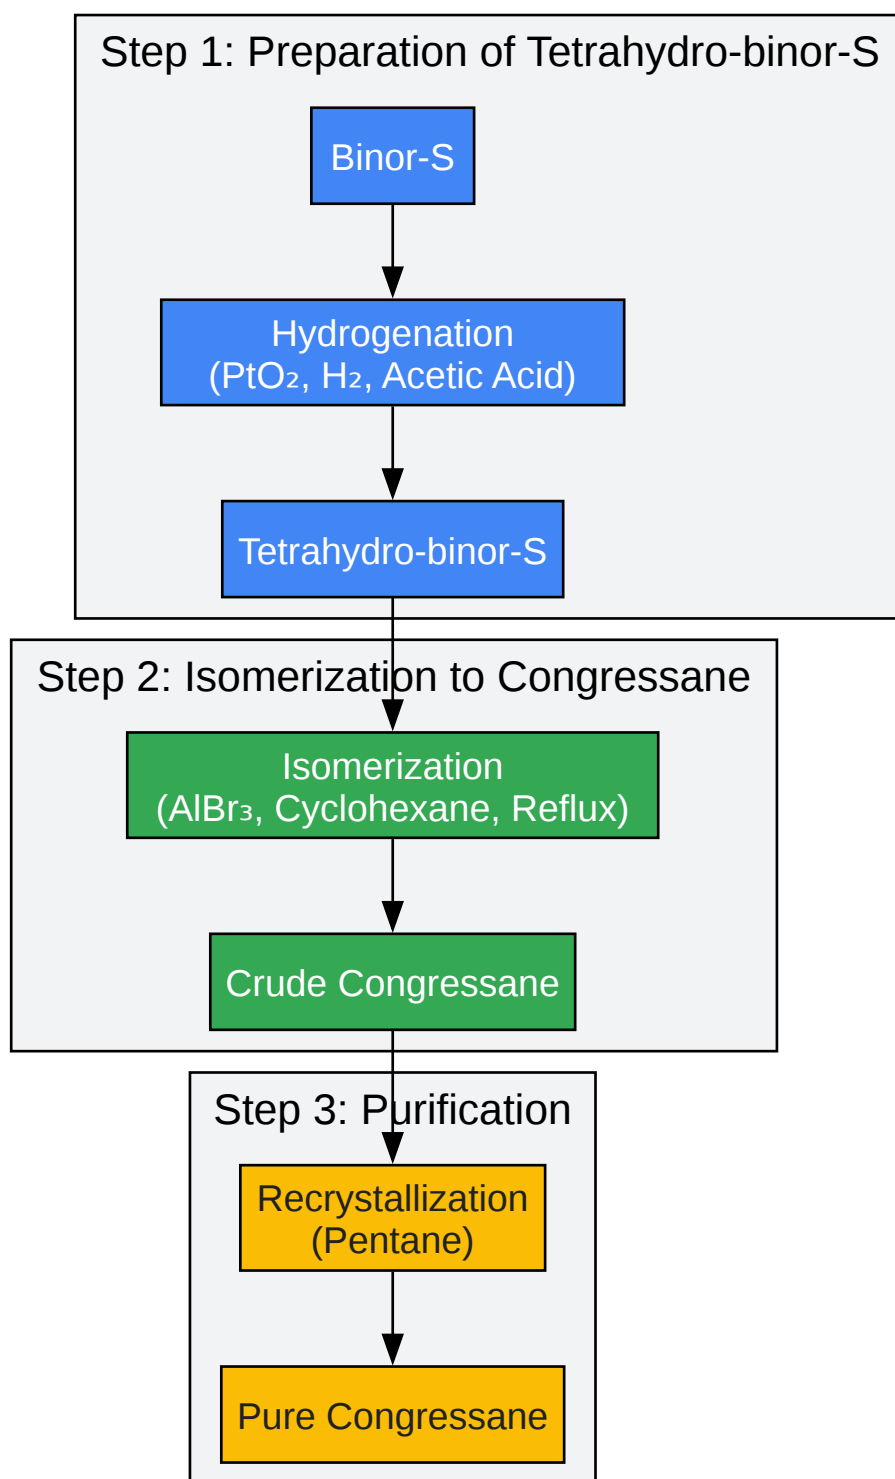 Step 1: Preparation of Tetrahydro-binor-S
Binor-S
Hydrogenation
(PtO₂, H₂, Acetic Acid)
Tetrahydro-binor-S
Step 2: Isomerization to Congressane
Isomerization
(AlBr₃, Cyclohexane, Reflux)
Crude Congressane
Step 3: Purification
Recrystallization
(Pentane)
Pure Congressane